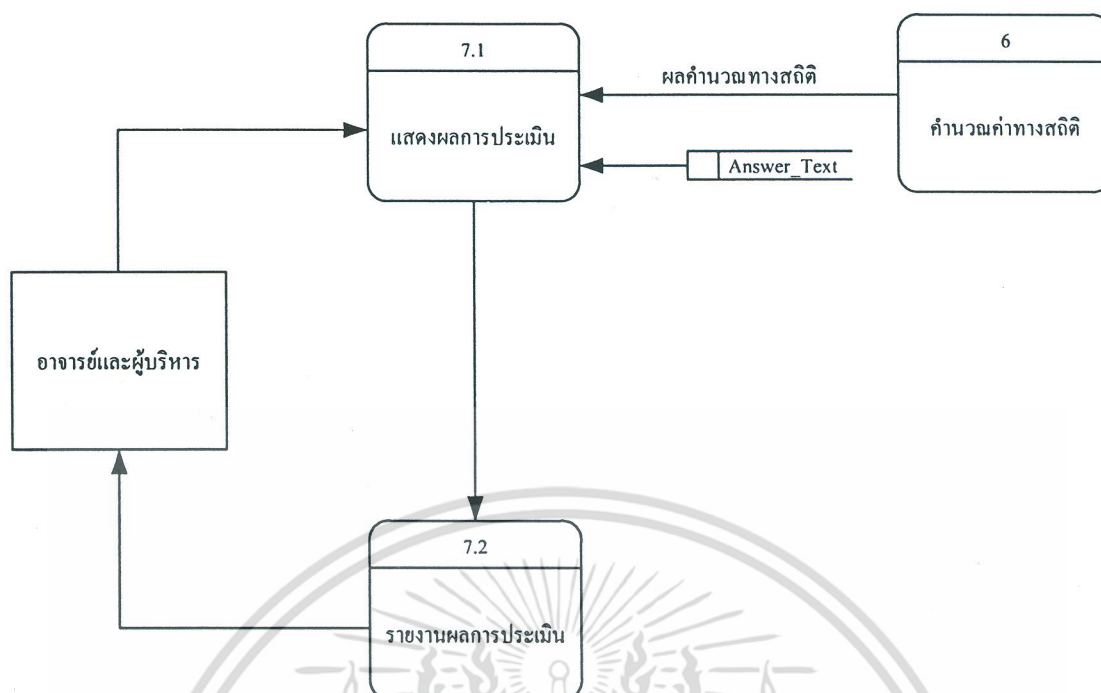 7.1
แสดงผลการประเมิน
ผลคำนวณทางสถิติ
6
คำนวณค่าทางสถิติ
Answer_Text
อาจารย์และผู้บริหาร
7.2
รายงานผลการประเมิน